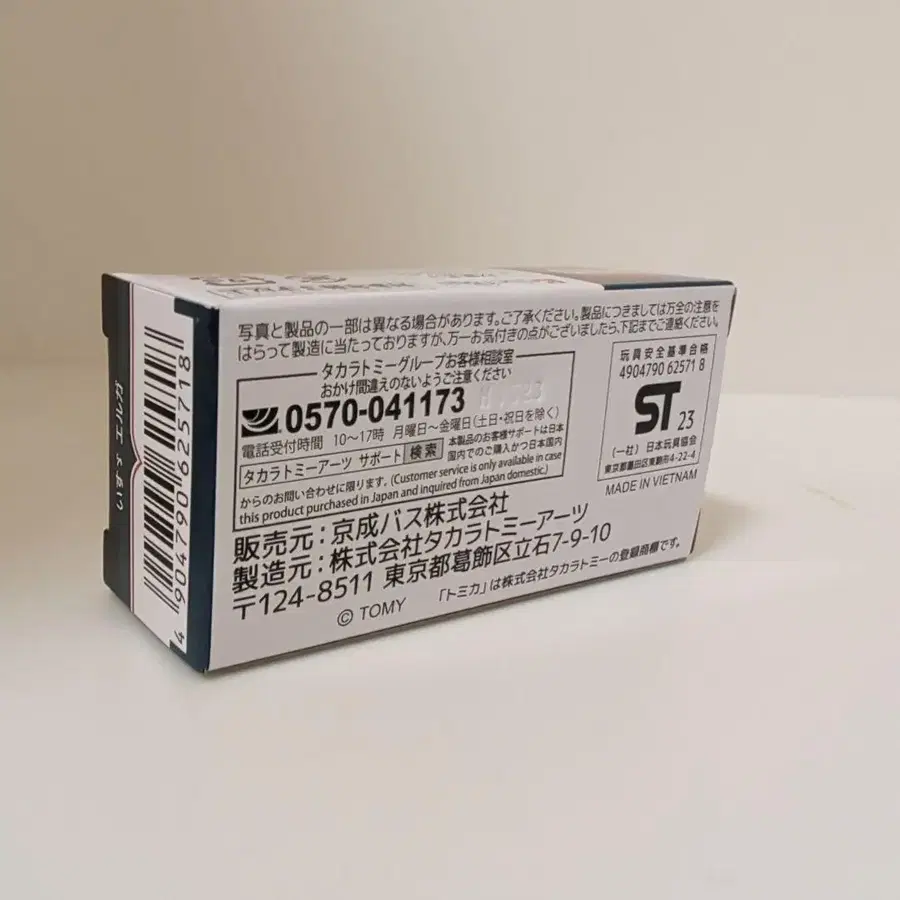 写真と製品の一部は異なる場合があります。ご了承ください。製品につきましては万全の注意を
はらって製造に当たっておりますが、万一お気付きの点がございましたら、下記までご連絡ください。
タカラトミーグループお客様相談室
おかけ間違えのないようご注意ください
0570-041173
電話受付時間 10〜17時 月曜日〜金曜日(土日・祝日を除く)
タカラトミーアーツ サポート 検索
本製品のお客様サポートは日本
国内でのご購入かつ日本国内
からのお問い合わせに限ります。(Customer service is only available in case
this product purchased in Japan and inquired from Japan domestic.)
販売元:京成バス株式会社
製造元:株式会社タカラトミーアーツ
〒124-8511 東京都葛飾区立石7-9-10
© TOMY 「トミカ」は株式会社タカラトミーの登録商標です。
玩具安全基準合格
4904790 62571 8
ST 23
(一社) 日本玩具協会
東京都墨田区東駒形4-22-4
MADE IN VIETNAM
4 904790 625718